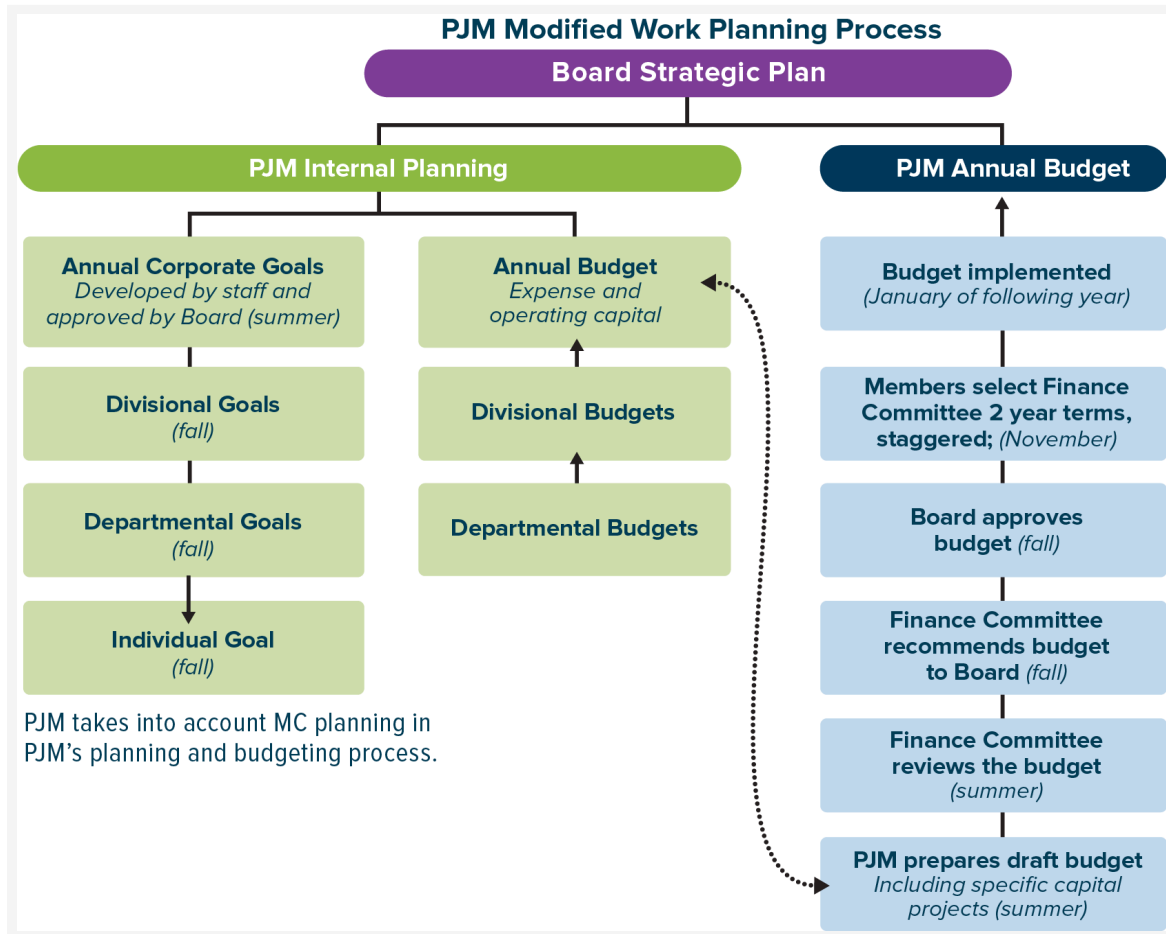 PJM Modified Work Planning Process
Board Strategic Plan
PJM Internal Planning
PJM Annual Budget
Annual Corporate Goals
Developed by staff and
approved by Board (summer)
Divisional Goals
(fall)
Departmental Goals
(fall)
Individual Goal
(fall)
PJM takes into account MC planning in
PJM's planning and budgeting process.
Annual Budget
Expense and
operating capital
Divisional Budgets
Departmental Budgets
Budget implemented
(January of following year)
Members select Finance
Committee 2 year terms,
staggered; (November)
Board approves
budget (fall)
Finance Committee
recommends budget
to Board (fall)
Finance Committee
reviews the budget
(summer)
PJM prepares draft budget
Including specific capital
projects (summer)